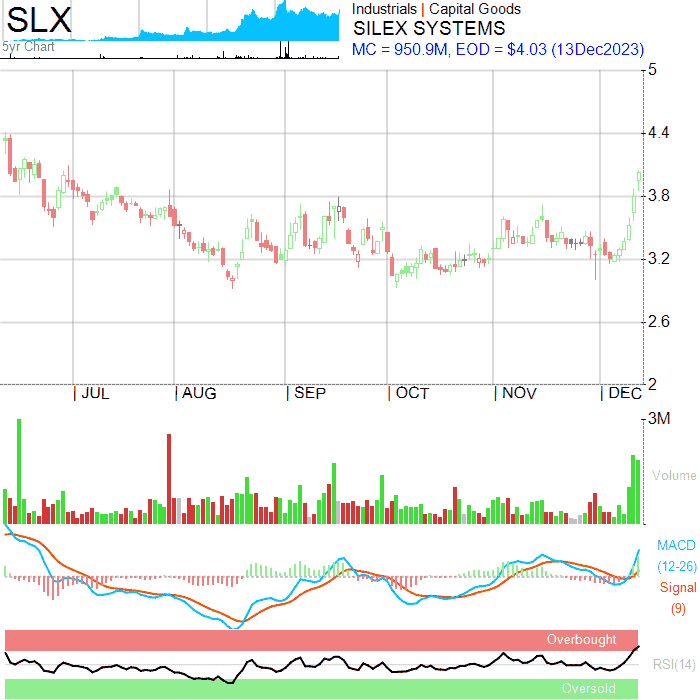 SLX
5yr Chart
Industrials | Capital Goods
SILEX SYSTEMS
MC = 950.9M, EOD = $4.03 (13Dec2023)
5
4.4
3.8
3.2
2.6
2
| JUL | AUG | SEP | OCT | NOV | DEC
3M
Volume
MACD
(12-26)
Signal
(9)
Overbought
RSI(14)
Oversold